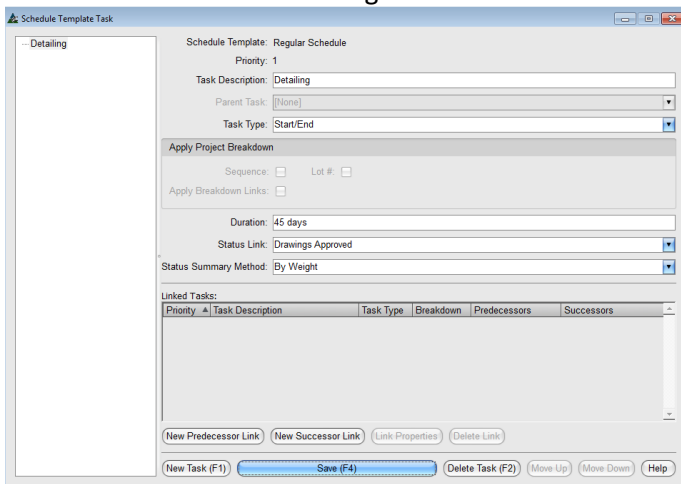 Schedule Template Task
Detailing
Schedule Template: Regular Schedule
Priority: 1
Task Description: Detailing
Parent Task: [None]
Task Type: Start/End
Apply Project Breakdown
Sequence: Lot #:
Apply Breakdown Links:
Duration: 45 days
Status Link: Drawings Approved
Status Summary Method: By Weight
Linked Tasks:
Priority Task Description Task Type Breakdown Predecessors Successors
New Predecessor Link New Successor Link Link Properties Delete Link
New Task (F1) Save (F4) Delete Task (F2) Move Up Move Down Help